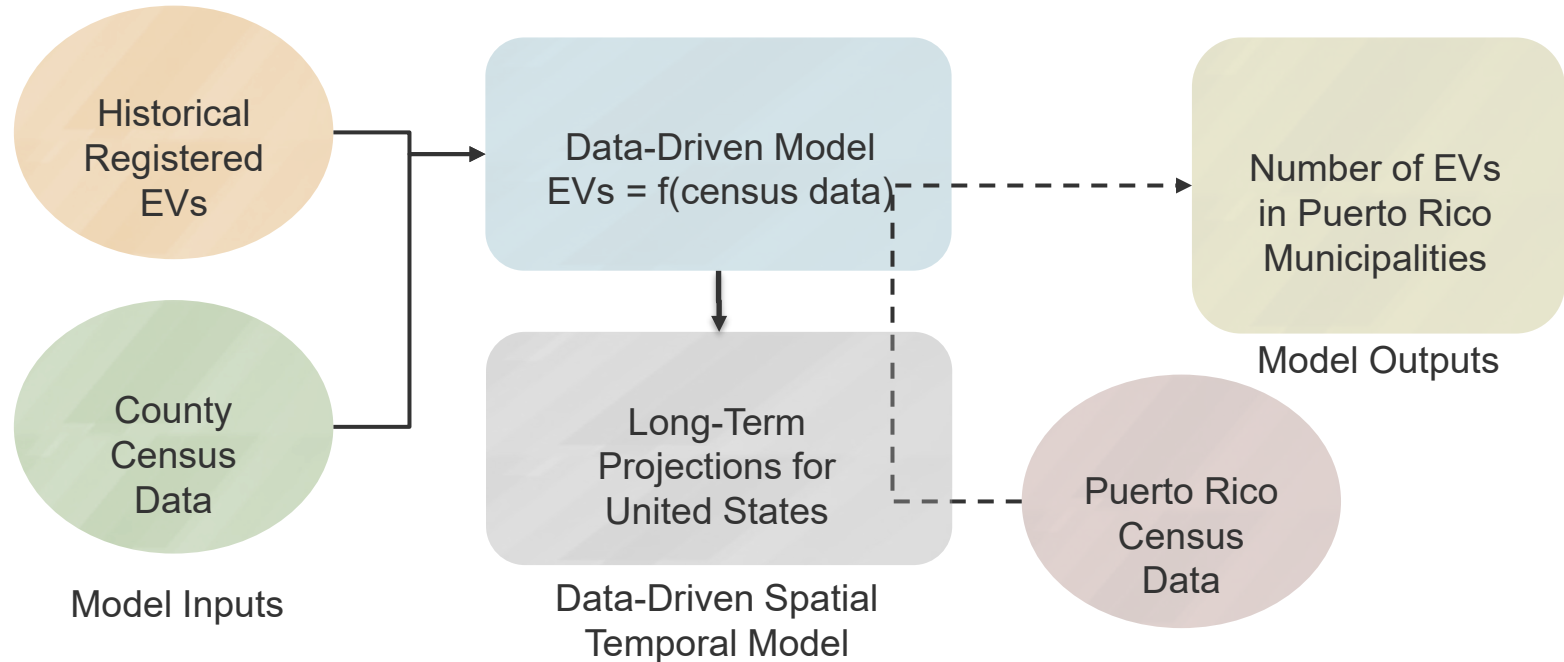 Historical
Registered
EVs
County
Census
Data
Model Inputs
Data-Driven Model
EVs = f(census data)
Long-Term
Projections for
United States
Data-Driven Spatial
Temporal Model
Number of EVs
in Puerto Rico
Municipalities
Model Outputs
Puerto Rico
Census
Data